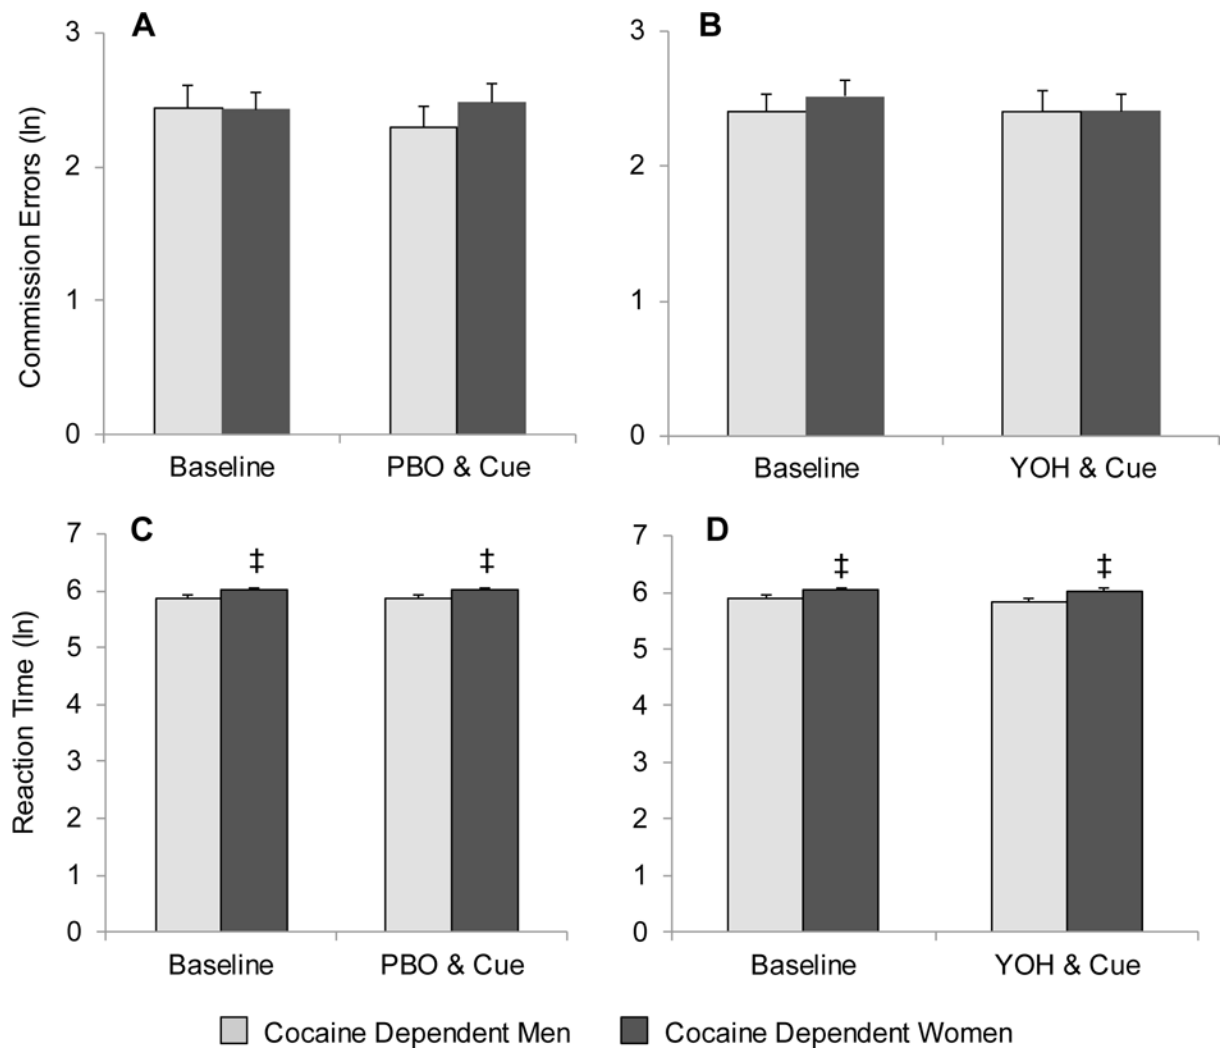 A
B
Commission Errors (ln)
3
2
1
0
Baseline
PBO & Cue
3
2
1
0
Baseline
YOH & Cue
C
D
Reaction Time (ln)
7
6
5
4
3
2
1
0
‡
‡
Baseline
PBO & Cue
7
6
5
4
3
2
1
0
‡
‡
Baseline
YOH & Cue
Cocaine Dependent Men
Cocaine Dependent Women